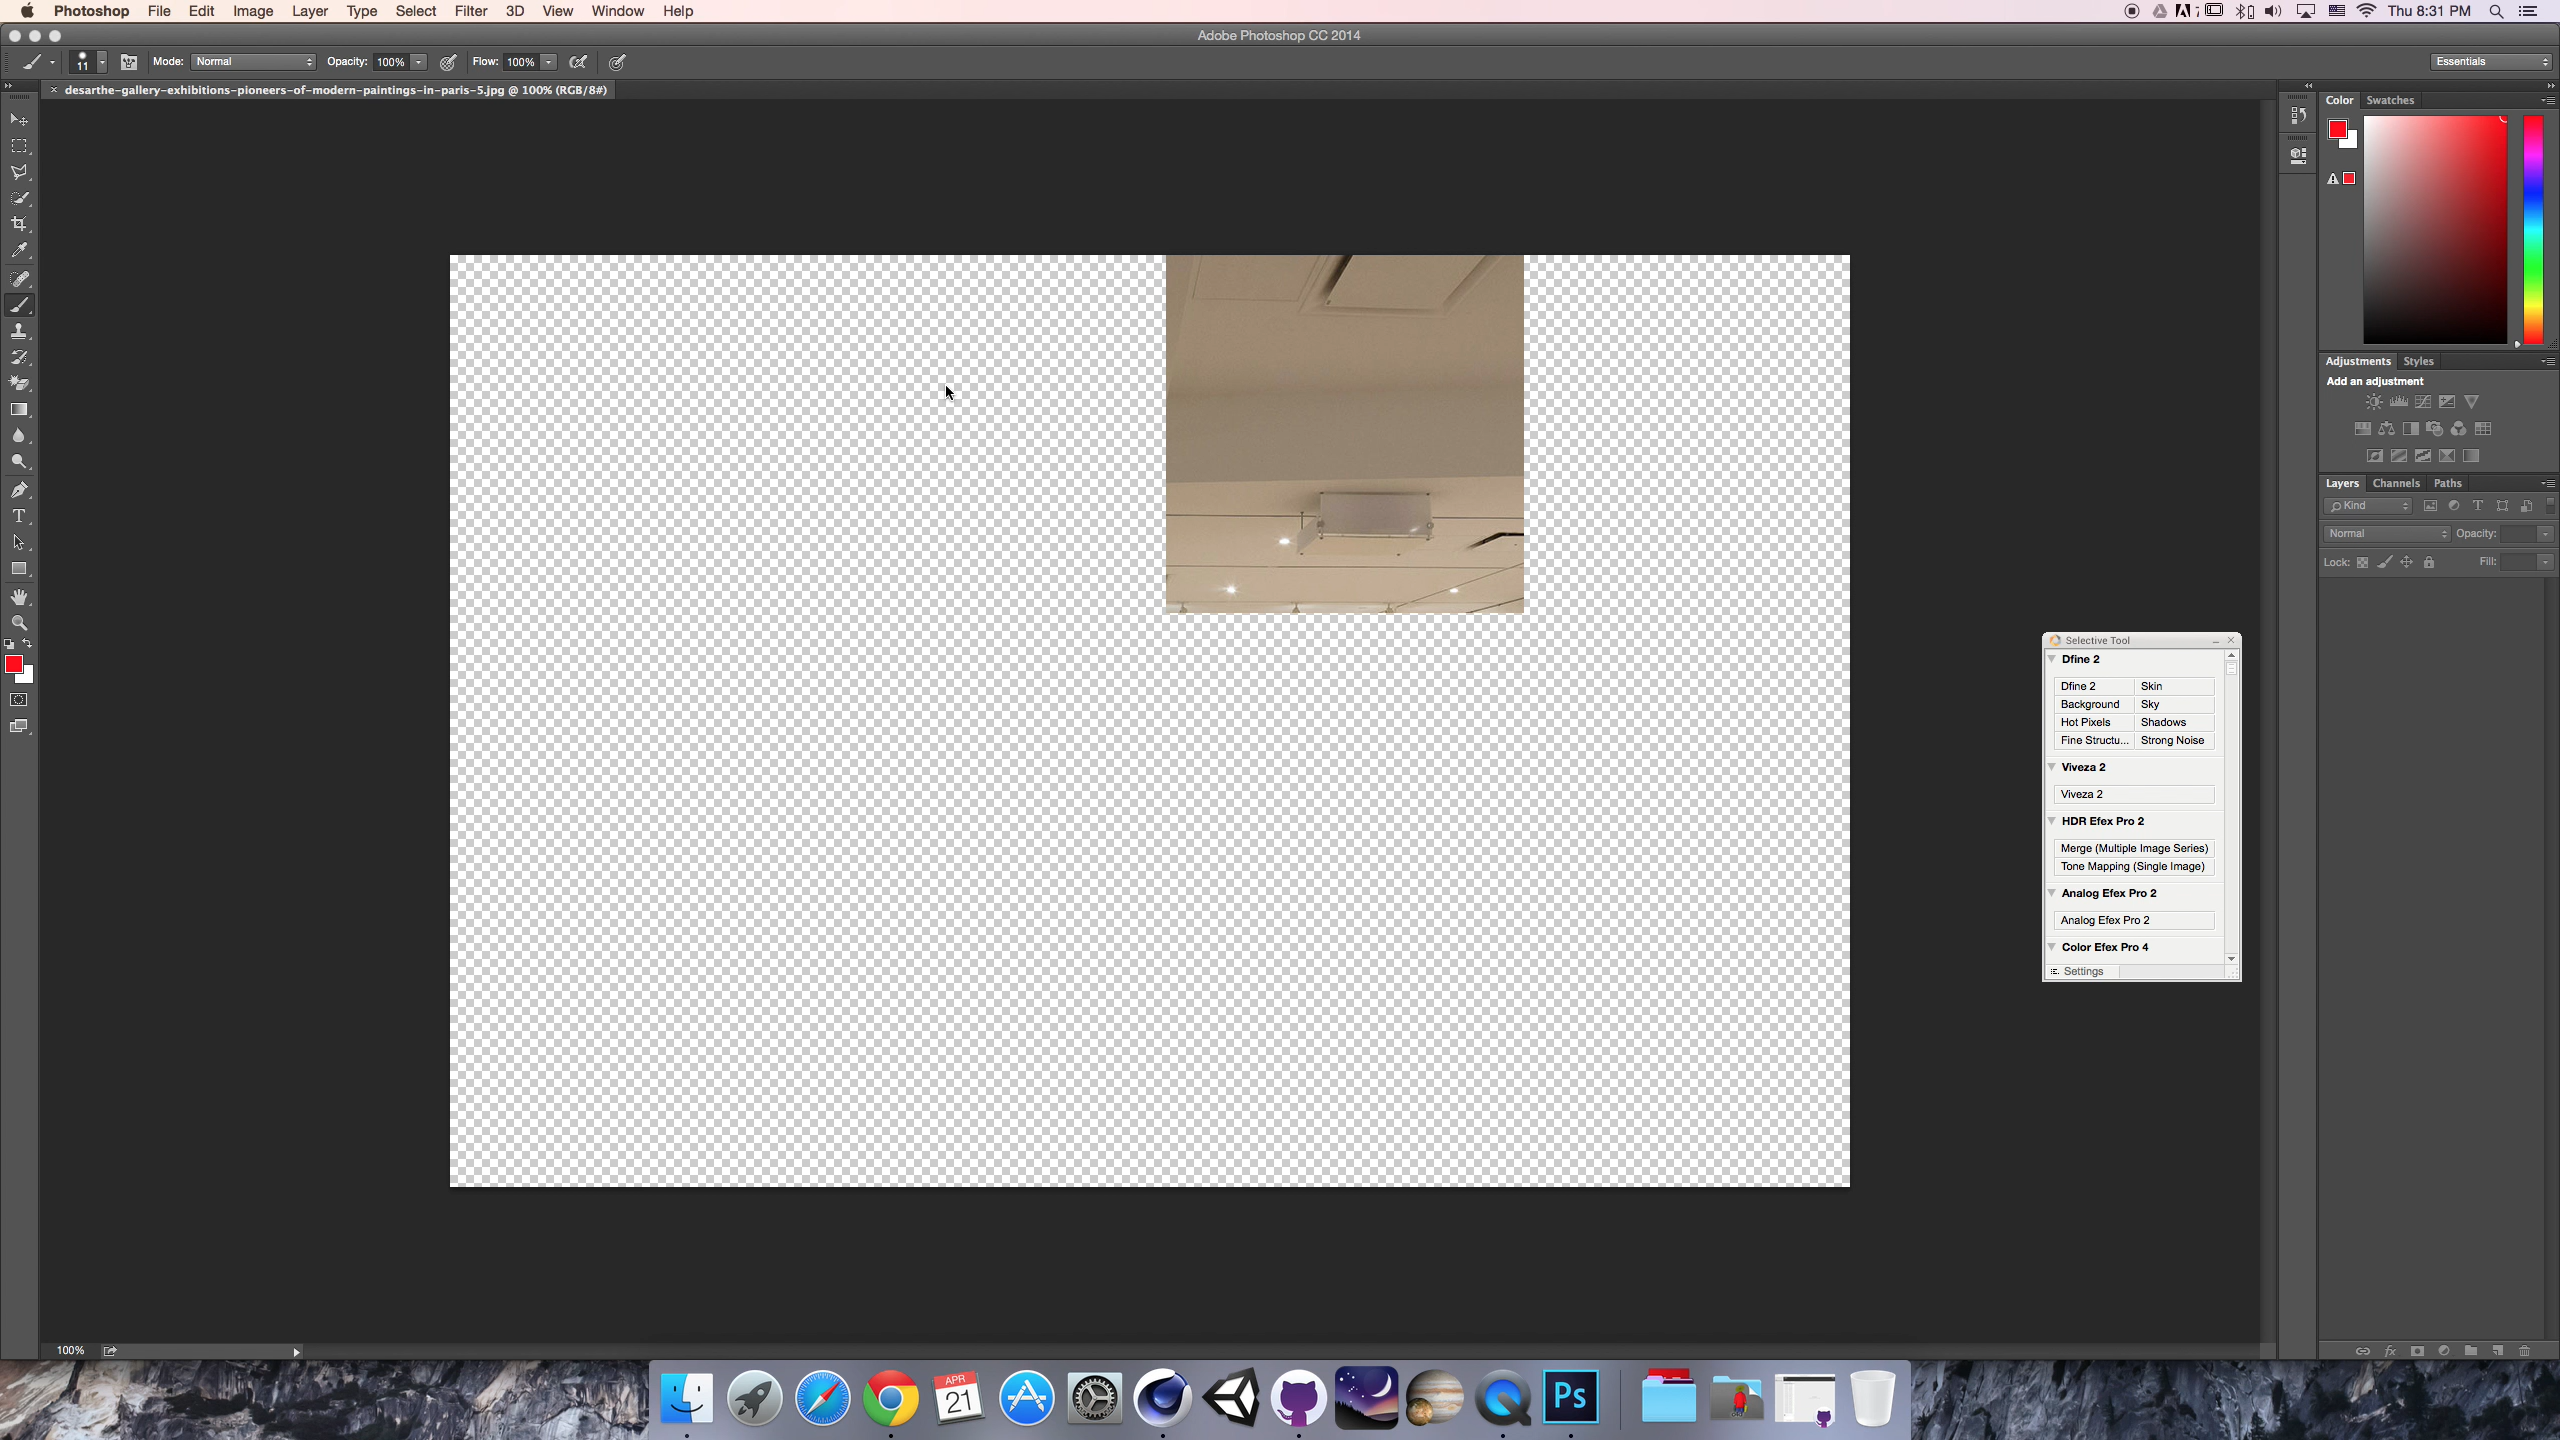 Photoshop File Edit Image Layer Type Select Filter 3D View Window Help Thu 8:31 PM
Adobe Photoshop CC 2014
11 Mode: Normal Opacity: 100% Flow: 100% Essentials
desarthe-gallery-exhibitions-pioneers-of-modern-paintings-in-paris-5.jpg @ 100% (RGB/8#)
Color Swatches
Adjustments Styles
Add an adjustment
Layers Channels Paths
Kind
Normal Opacity:
Lock: Fill:
Selective Tool
Dfine 2
Dfine 2 Skin
Background Sky
Hot Pixels Shadows
Fine Structu... Strong Noise
Viveza 2
Viveza 2
HDR Efex Pro 2
Merge (Multiple Image Series)
Tone Mapping (Single Image)
Analog Efex Pro 2
Analog Efex Pro 2
Color Efex Pro 4
Settings
100%
APR
21
Ps